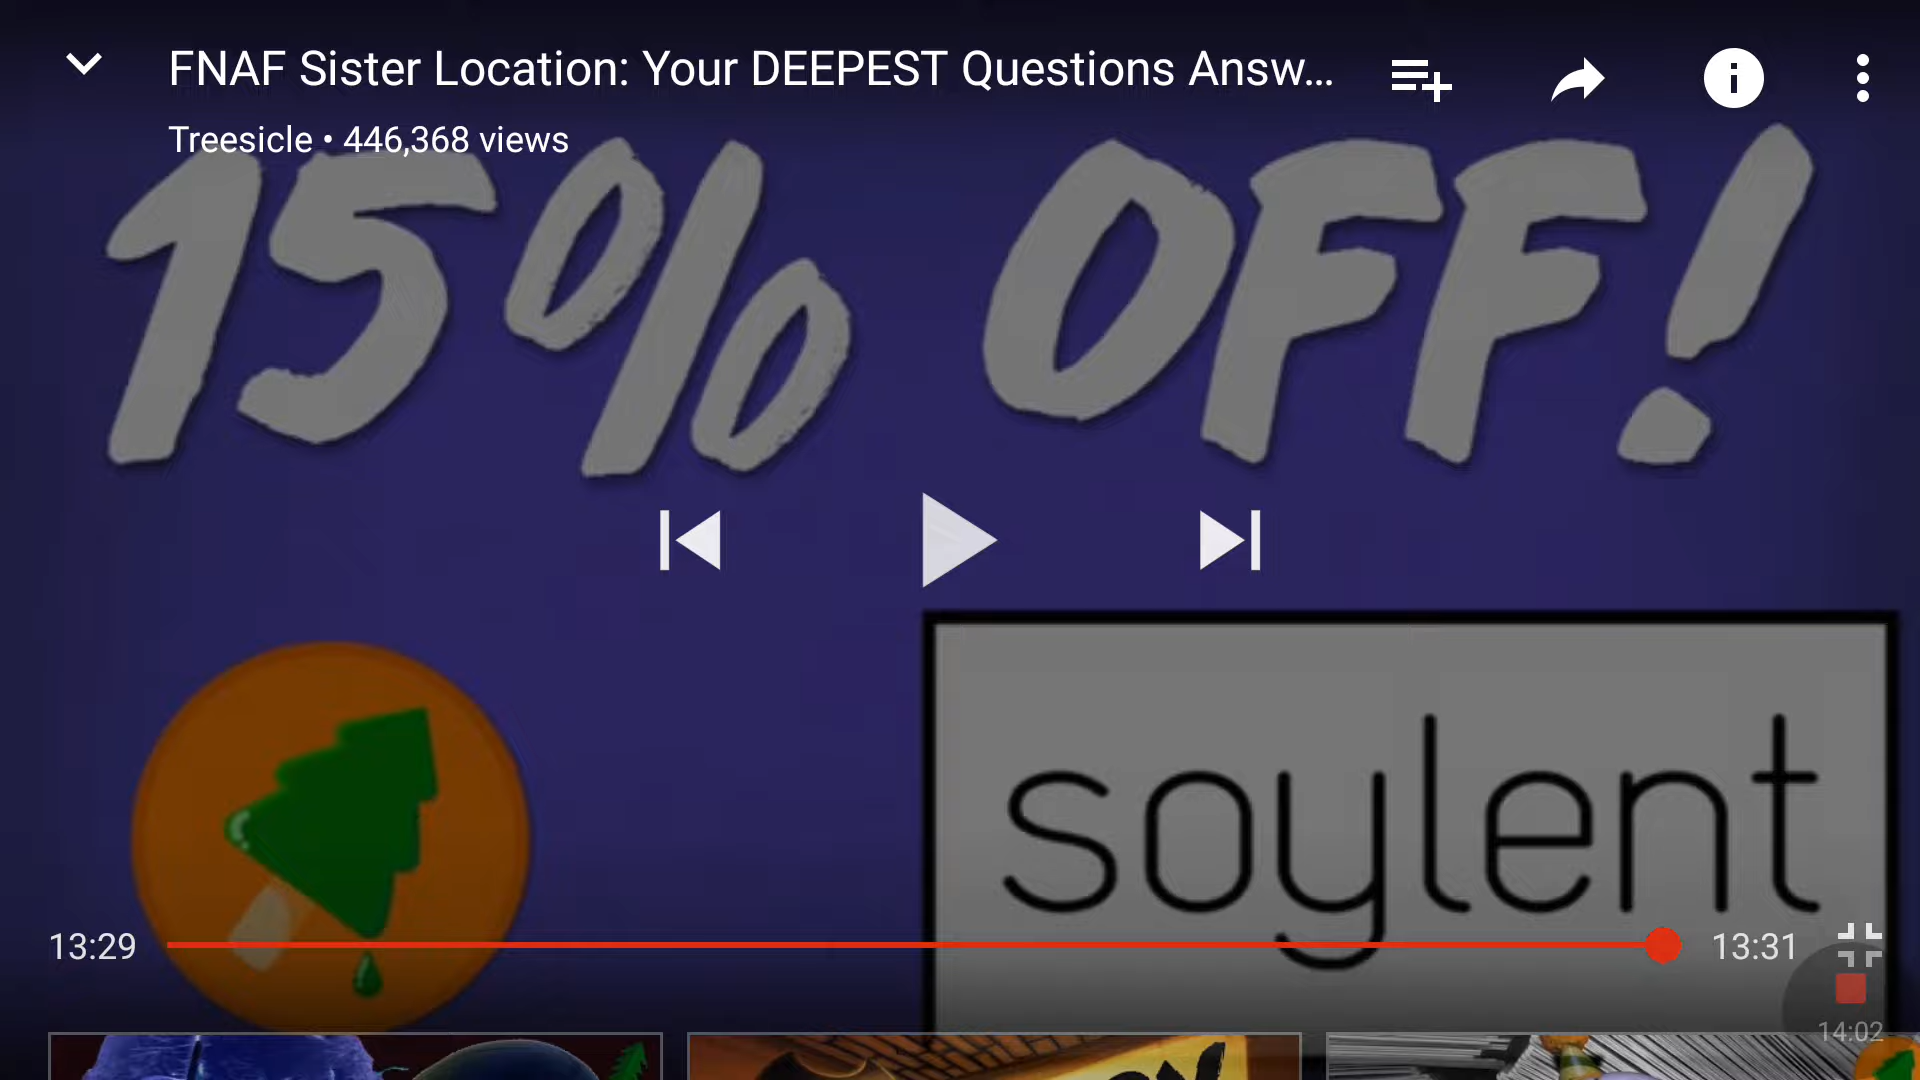 FNAF Sister Location: Your DEEPEST Questions Answ...
Treesicle • 446,368 views
15% OFF!
soylent
13:29
13:31
14:02